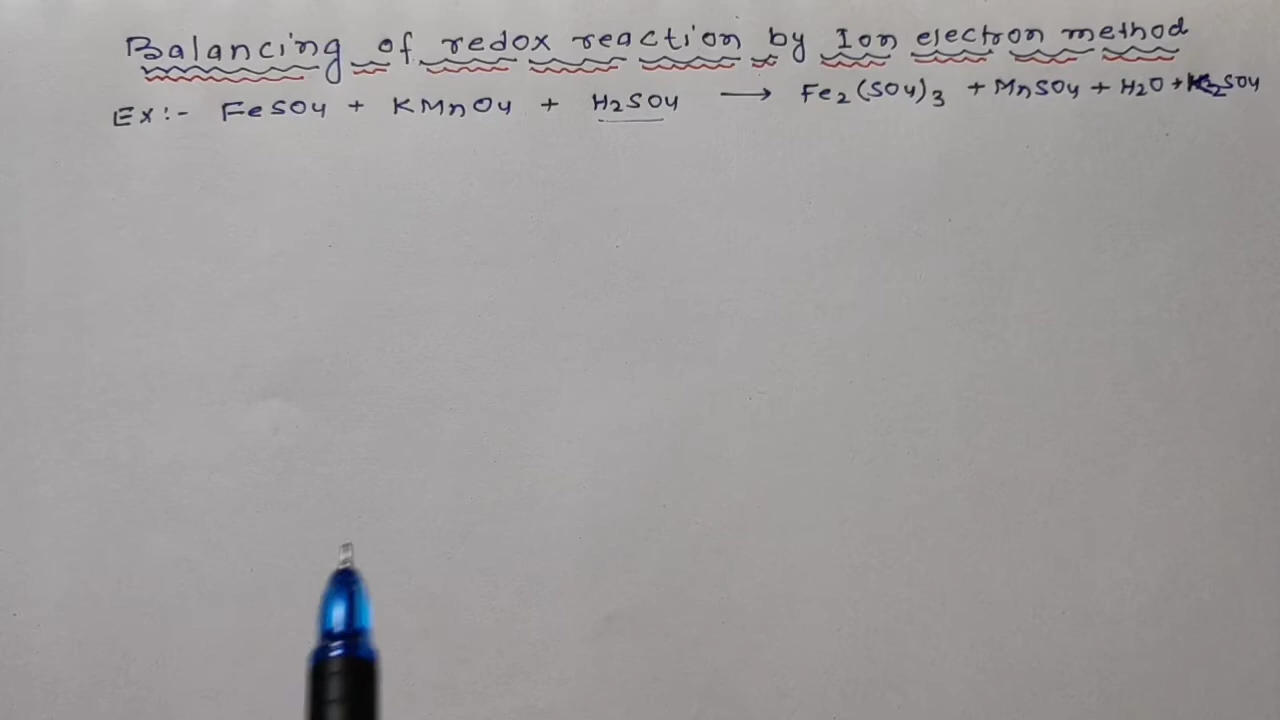 Balancing of redox reaction by Ion electron method
Ex:- FeSO4 + KMnO4 + H2SO4 → Fe2(SO4)3 + MnSO4 + H2O + K2SO4